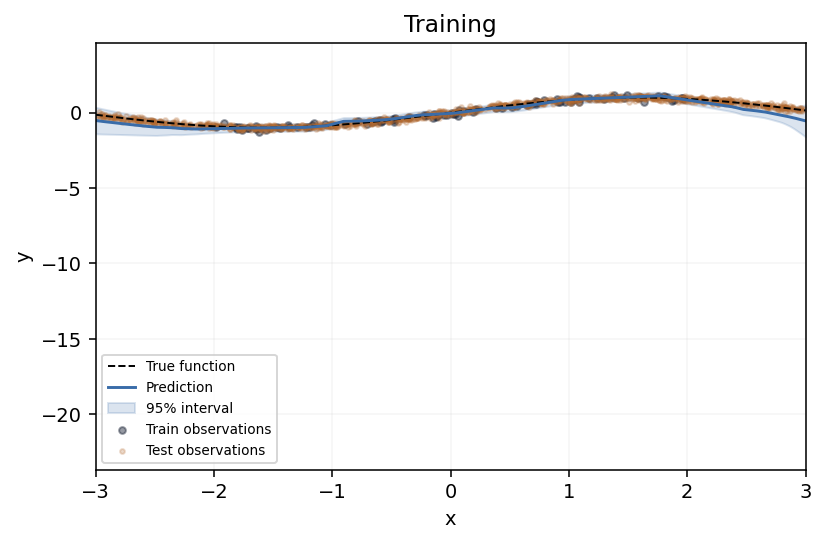 Training
0
−5
−10
−15
−20
y
True function
Prediction
95% interval
Train observations
Test observations
−3
−2
−1
0
1
2
3
x